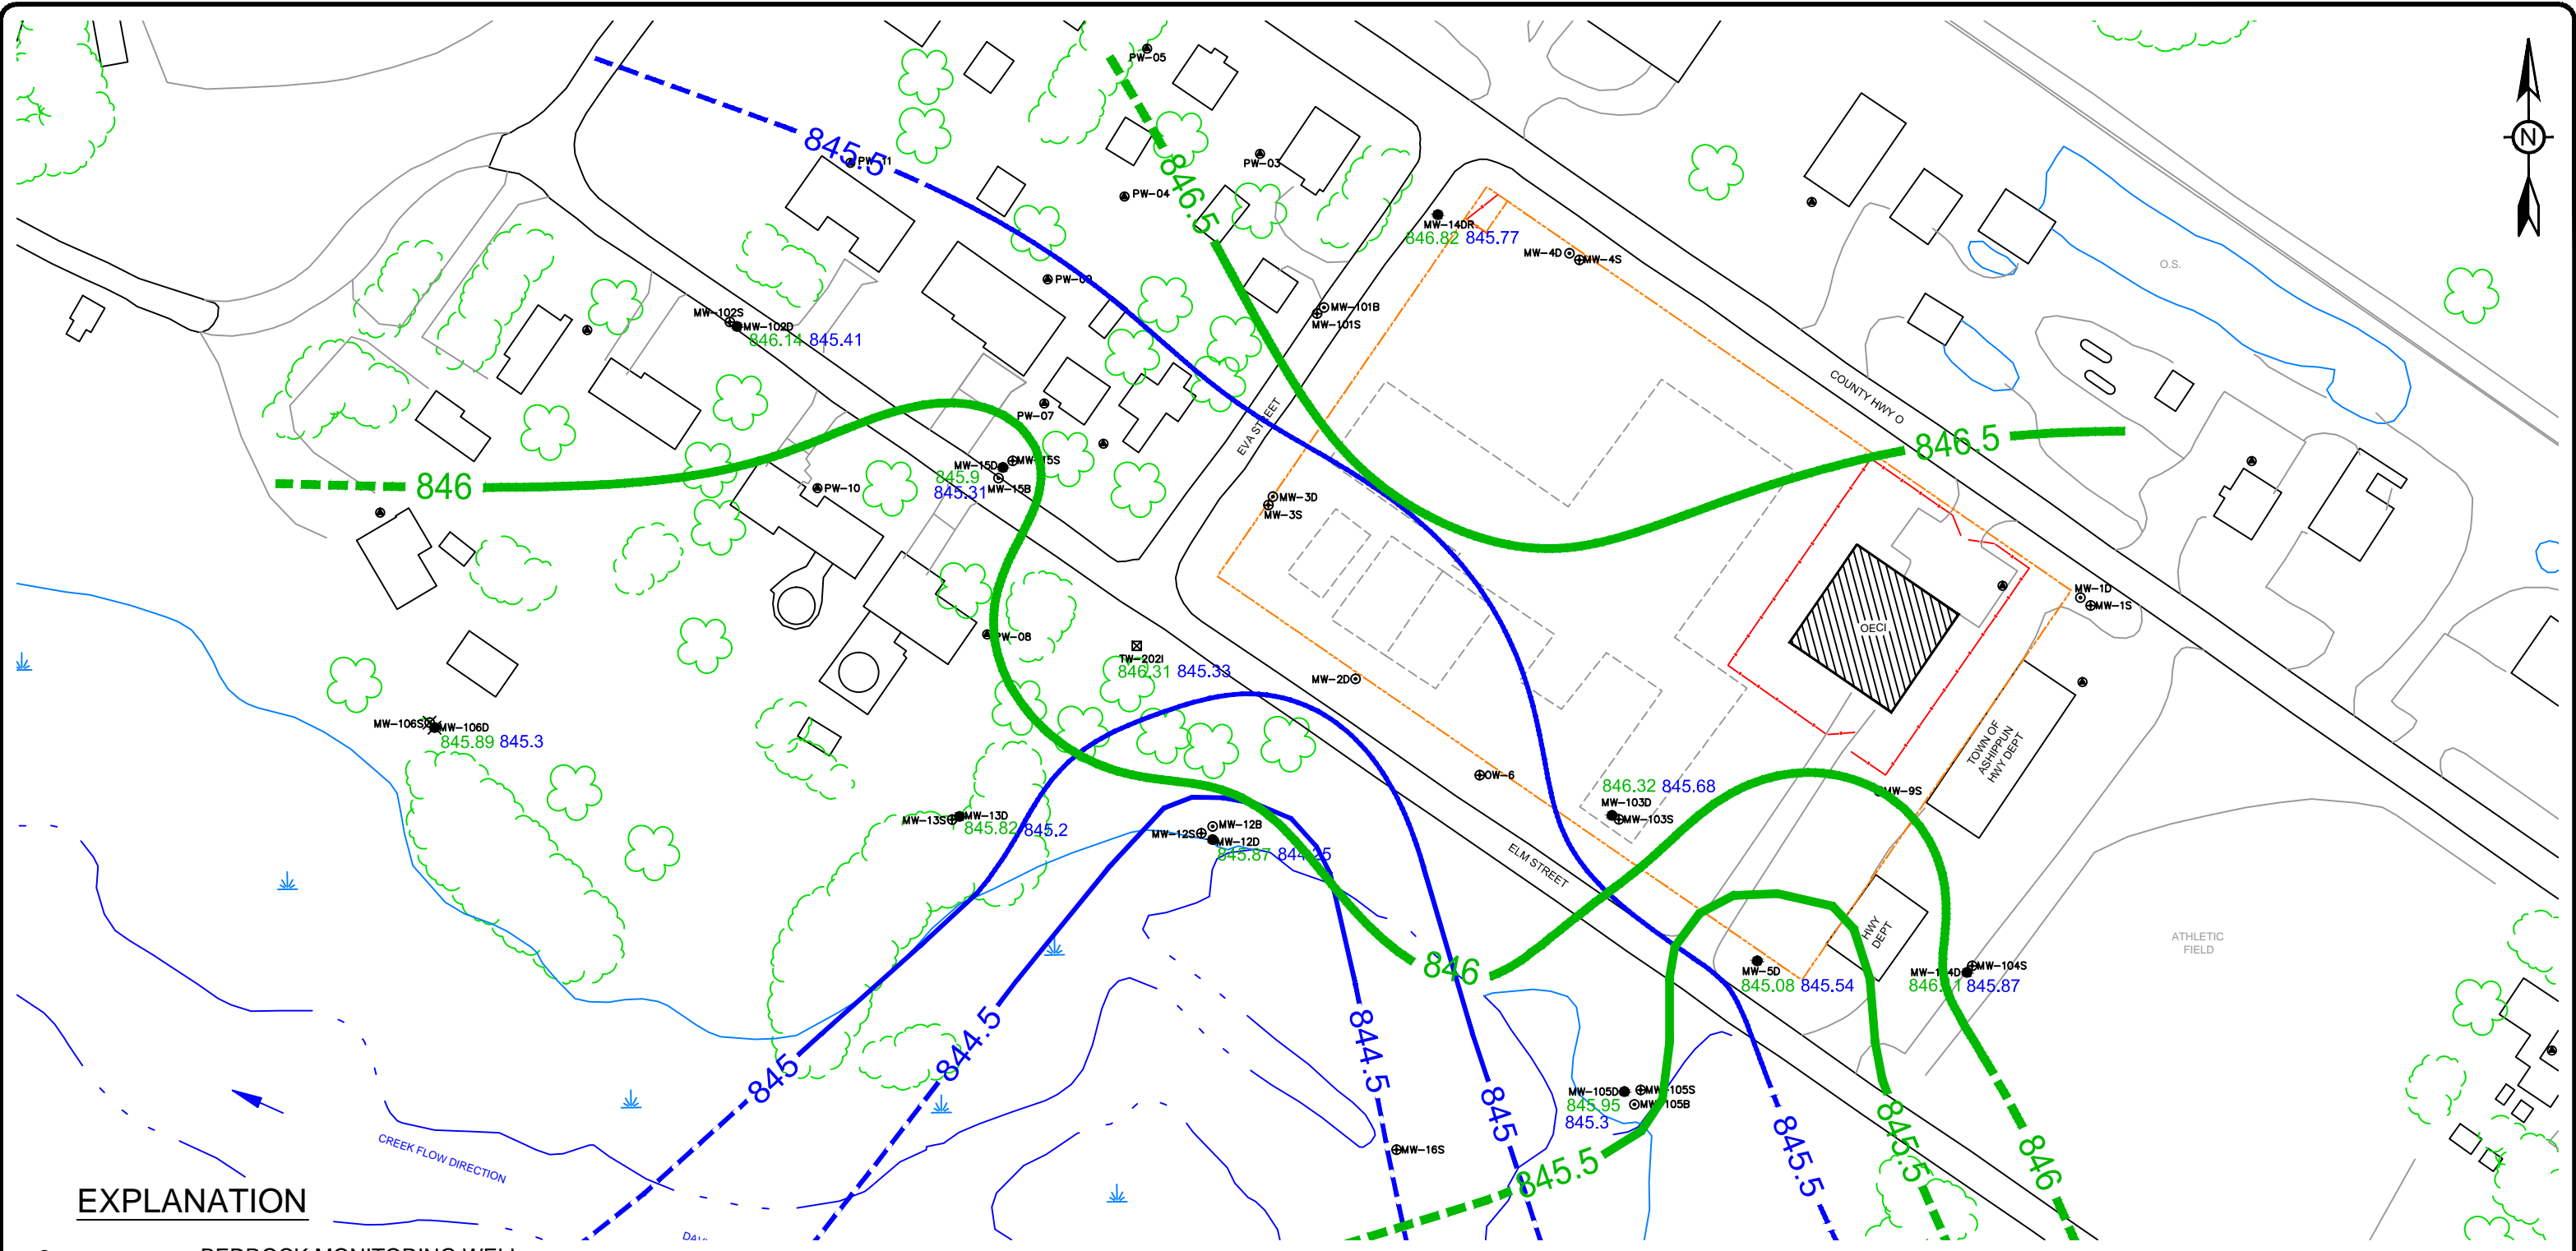 PW-05
845.5
PW-11
846.5
PW-03
PW-04
N
MW-14DR
846.82 845.77
MW-4D
MW-4S
O.S.
MW-101B
MW-101S
MW-102S
MW-102D
846.14 845.41
COUNTY HWY O
EVA STREET
PW-07
846.5
MW-15D
MW-15S
845.9
845.31
MW-15B
846
PW-10
MW-3D
MW-3S
OECI
MW-1D
MW-1S
PW-08
TW-202I
846.31 845.33
MW-2D
MW-106S
MW-106D
845.89 845.3
TOWN OF
ASHIPPUN
HWY DEPT
OW-6
846.32 845.68
MW-103D
MW-103S
MW-9S
MW-13S
MW-13D
845.82 845.2
MW-12B
MW-12S
MW-12D
845.87 844.25
ELM STREET
HWY
DEPT
ATHLETIC
FIELD
846
MW-5D
845.08 845.54
MW-104D
MW-104S
845.87
844.5
844.5
845
845
MW-105D
MW-105S
845.95
MW-105B
845.3
845.5
845.5
845.5
846
MW-16S
CREEK FLOW DIRECTION
EXPLANATION
BEDROCK MONITORING WELL